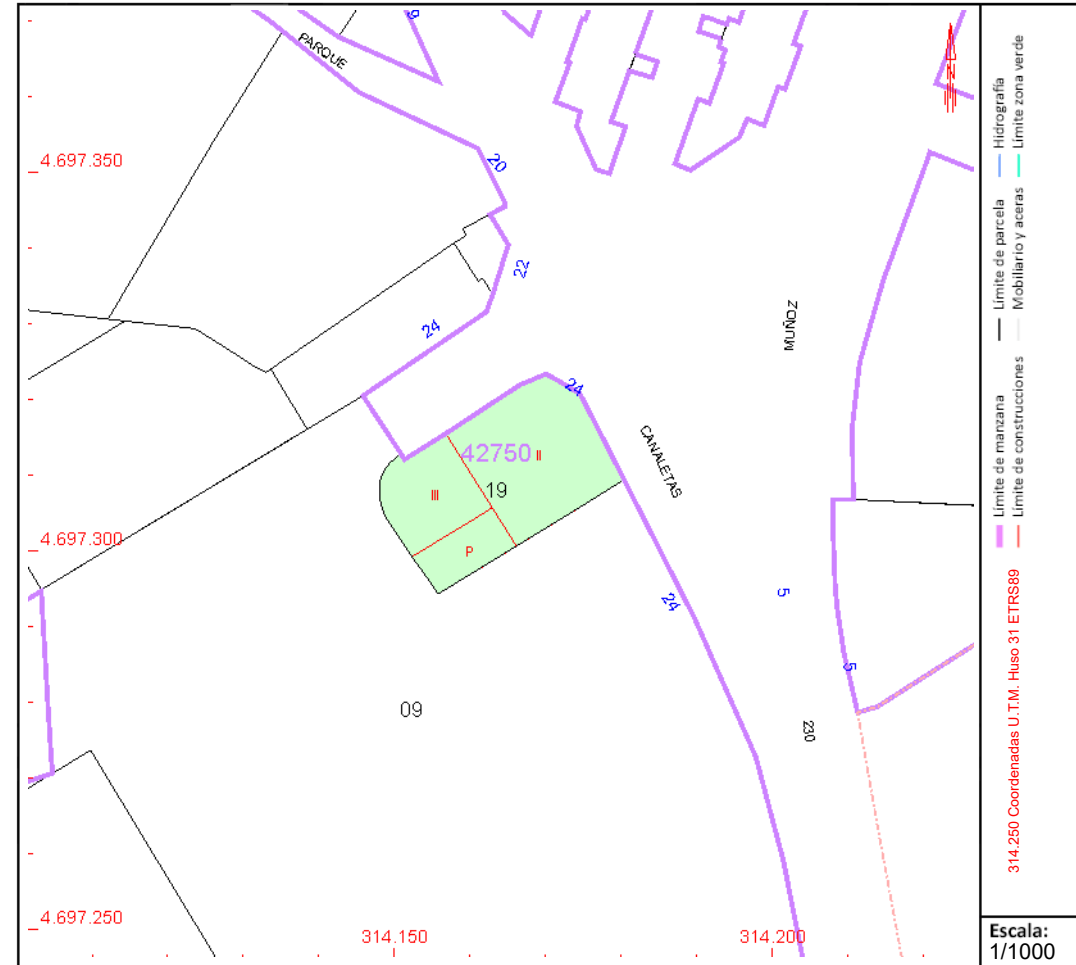 PARQUE
9
20
4.697.350
22
24
ZOÑUM
24
CANALETAS
42750
II
III
19
4.697.300
P
24
5
5
09
230
4.697.250
314.150
314.200
N
Límite de manzana
Límite de parcela
Hidrografía
Límite de construcciones
Mobiliario y aceras
Límite zona verde
314.250 Coordenadas U.T.M. Huso 31 ETRS89
Escala:
1/1000